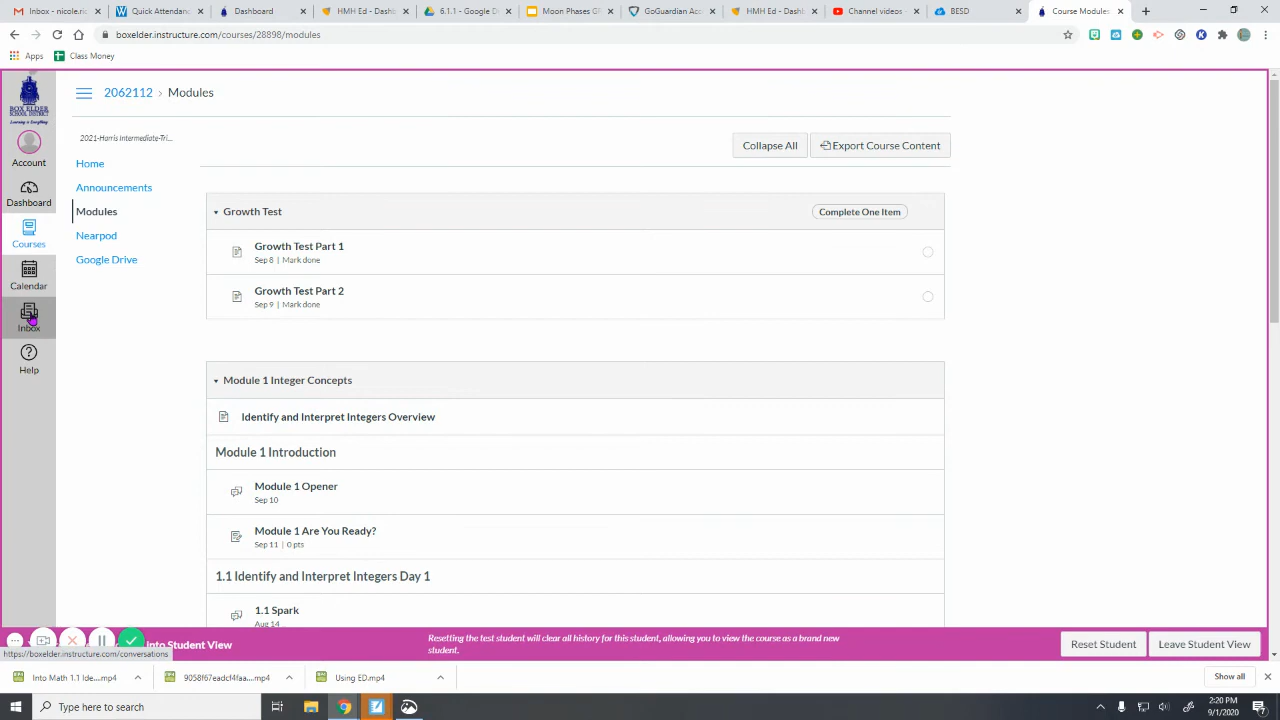 Inbox - nicole.r
Quick Attendanc
Dashboard
HMH Ed - Dashb
6.1.1 - Google D
Moon Phases GF
GoGuardian Acc
HMH Ed - Dashb
Channel videos -
BESD
Course Modules
boxelder.instructure.com/courses/28898/modules
Apps
Class Money
BOX ELDER
SCHOOL DISTRICT
Learning is Everything
Account
Dashboard
Courses
Calendar
Inbox
Help
2062112 › Modules
2021-Harris Intermediate-Tri...
Home
Announcements
Modules
Nearpod
Google Drive
Collapse All
Export Course Content
Growth Test
Complete One Item
Growth Test Part 1
Sep 8 | Mark done
Growth Test Part 2
Sep 9 | Mark done
Module 1 Integer Concepts
Identify and Interpret Integers Overview
Module 1 Introduction
Module 1 Opener
Sep 10
Module 1 Are You Ready?
Sep 11 | 0 pts
1.1 Identify and Interpret Integers Day 1
1.1 Spark
Aug 14
into Student View
Resetting the test student will clear all history for this student, allowing you to view the course as a brand new
student.
Reset Student
Leave Student View
https://boxelder.instructure.com/conversations
Into Math 1.1 Ide....mp4
9058f67eadcf4faa....mp4
Using ED.mp4
Show all
Type here to search
2:20 PM
9/1/2020